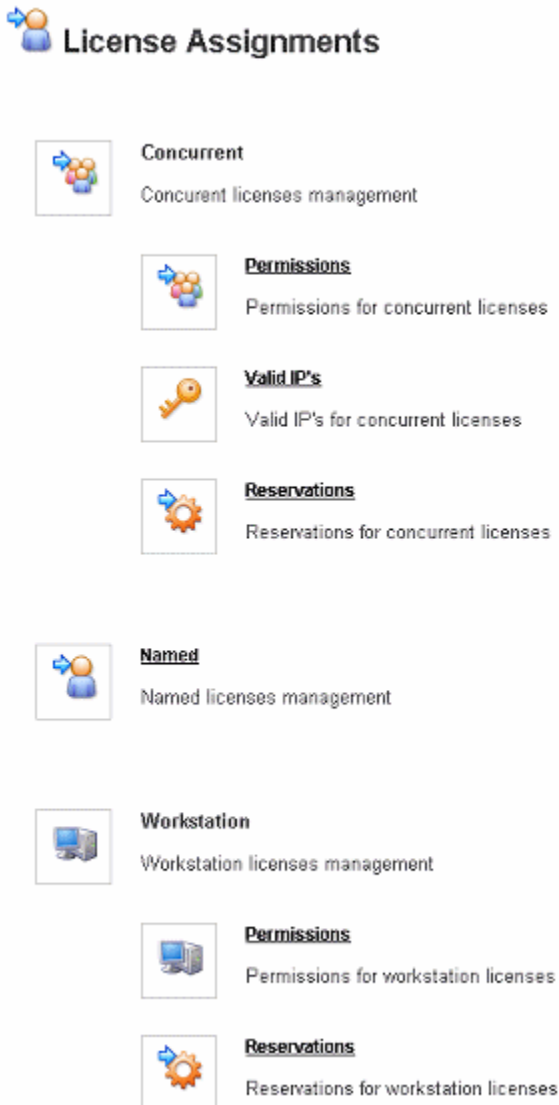 License Assignments
Concurrent
Concurent licenses management
Permissions
Permissions for concurrent licenses
Valid IP's
Valid IP's for concurrent licenses
Reservations
Reservations for concurrent licenses
Named
Named licenses management
Workstation
Workstation licenses management
Permissions
Permissions for workstation licenses
Reservations
Reservations for workstation licenses